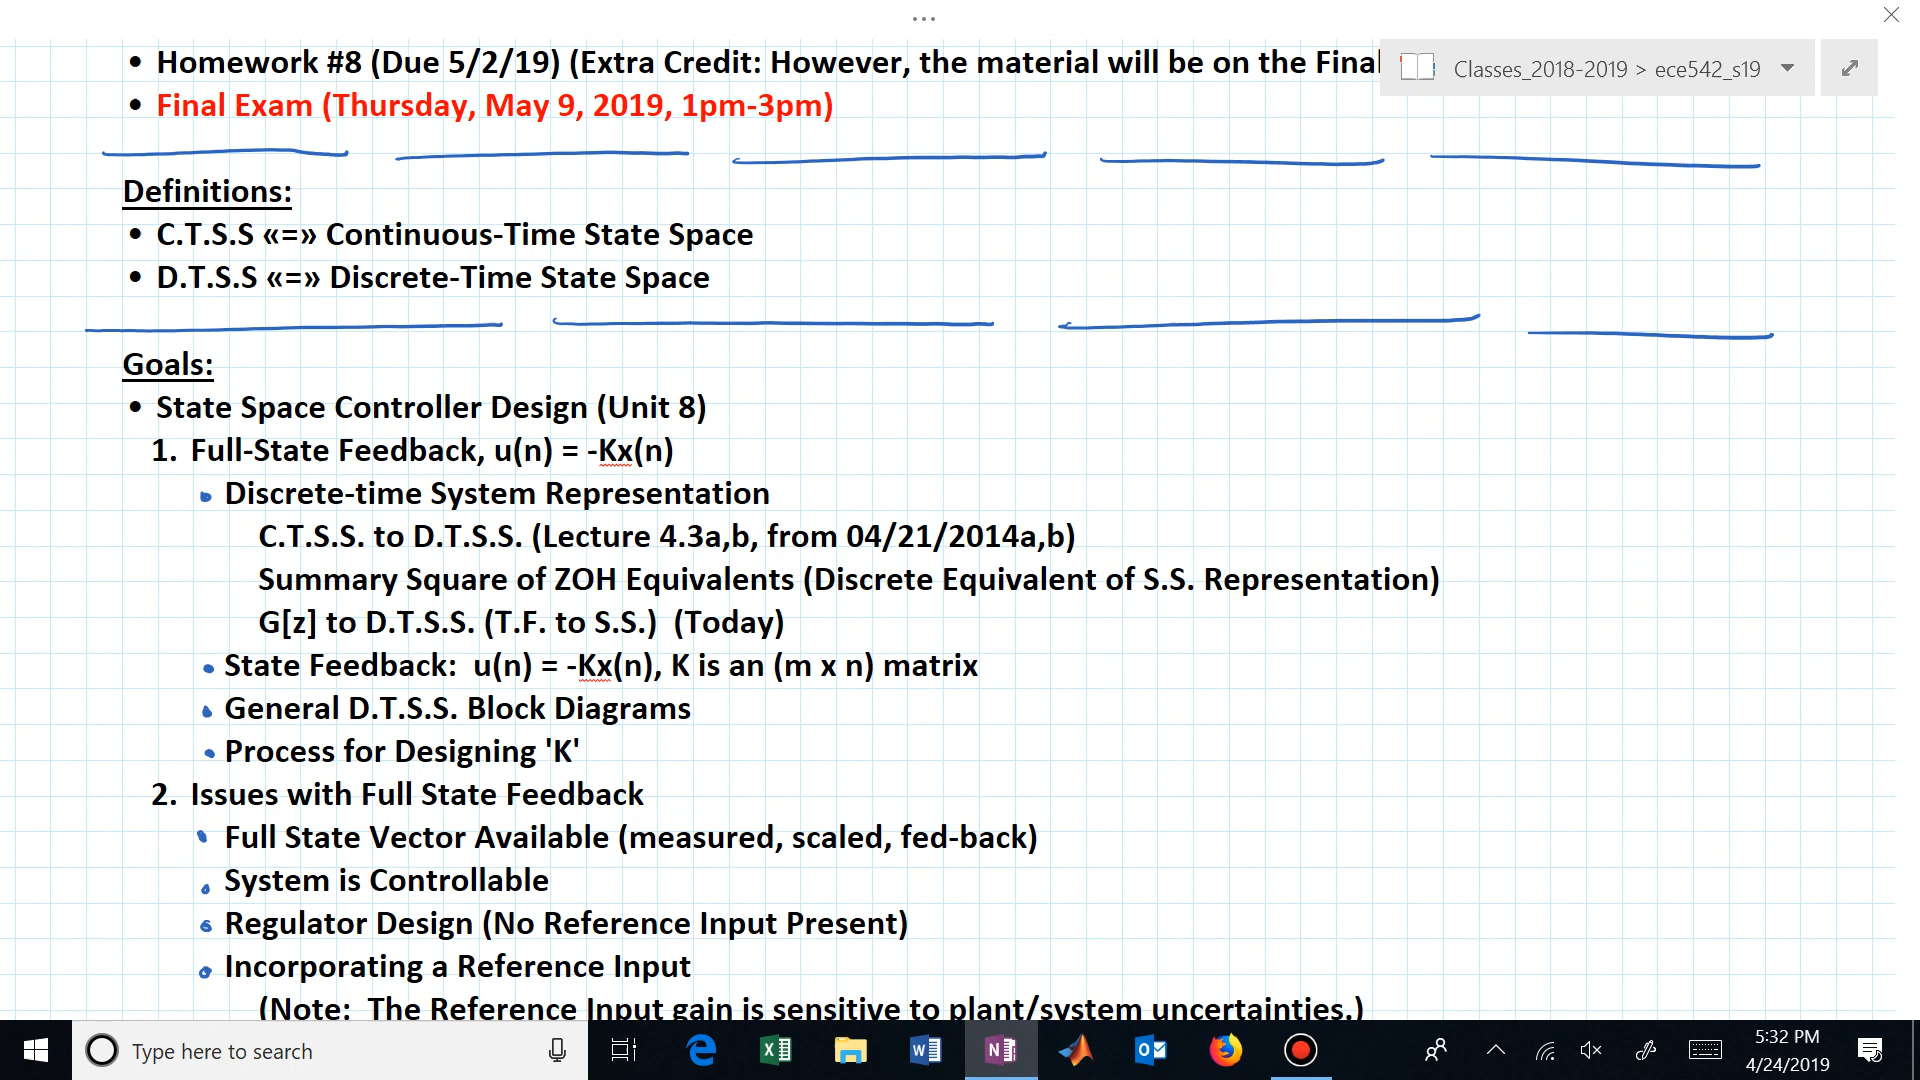 • Homework #8 (Due 5/2/19) (Extra Credit: However, the material will be on the Final
Classes_2018-2019 > ece542_s19
• Final Exam (Thursday, May 9, 2019, 1pm-3pm)
Definitions:
• C.T.S.S «=» Continuous-Time State Space
• D.T.S.S «=» Discrete-Time State Space
Goals:
• State Space Controller Design (Unit 8)
1. Full-State Feedback, u(n) = -Kx(n)
• Discrete-time System Representation
C.T.S.S. to D.T.S.S. (Lecture 4.3a,b, from 04/21/2014a,b)
Summary Square of ZOH Equivalents (Discrete Equivalent of S.S. Representation)
G[z] to D.T.S.S. (T.F. to S.S.)  (Today)
• State Feedback:  u(n) = -Kx(n), K is an (m x n) matrix
• General D.T.S.S. Block Diagrams
• Process for Designing 'K'
2. Issues with Full State Feedback
• Full State Vector Available (measured, scaled, fed-back)
• System is Controllable
• Regulator Design (No Reference Input Present)
• Incorporating a Reference Input
(Note:  The Reference Input gain is sensitive to plant/system uncertainties.)
Type here to search
5:32 PM
4/24/2019